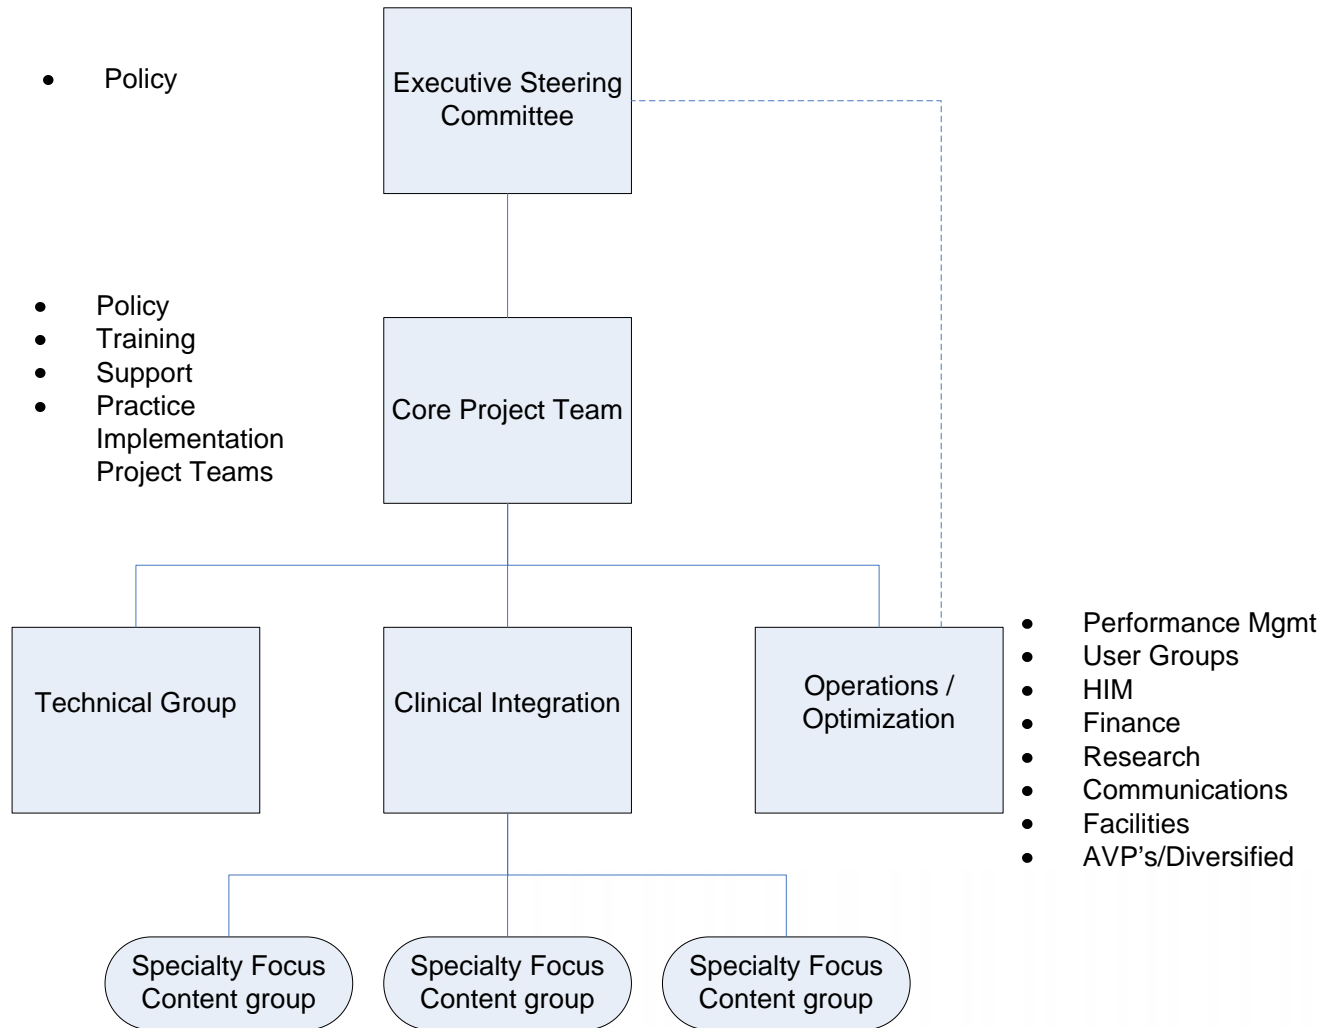 • Policy
Executive Steering
Committee
• Policy
• Training
• Support
• Practice
Implementation
Project Teams
Core Project Team
Technical Group
Clinical Integration
Operations /
Optimization
• Performance Mgmt
• User Groups
• HIM
• Finance
• Research
• Communications
• Facilities
• AVP's/Diversified
Specialty Focus
Content group
Specialty Focus
Content group
Specialty Focus
Content group